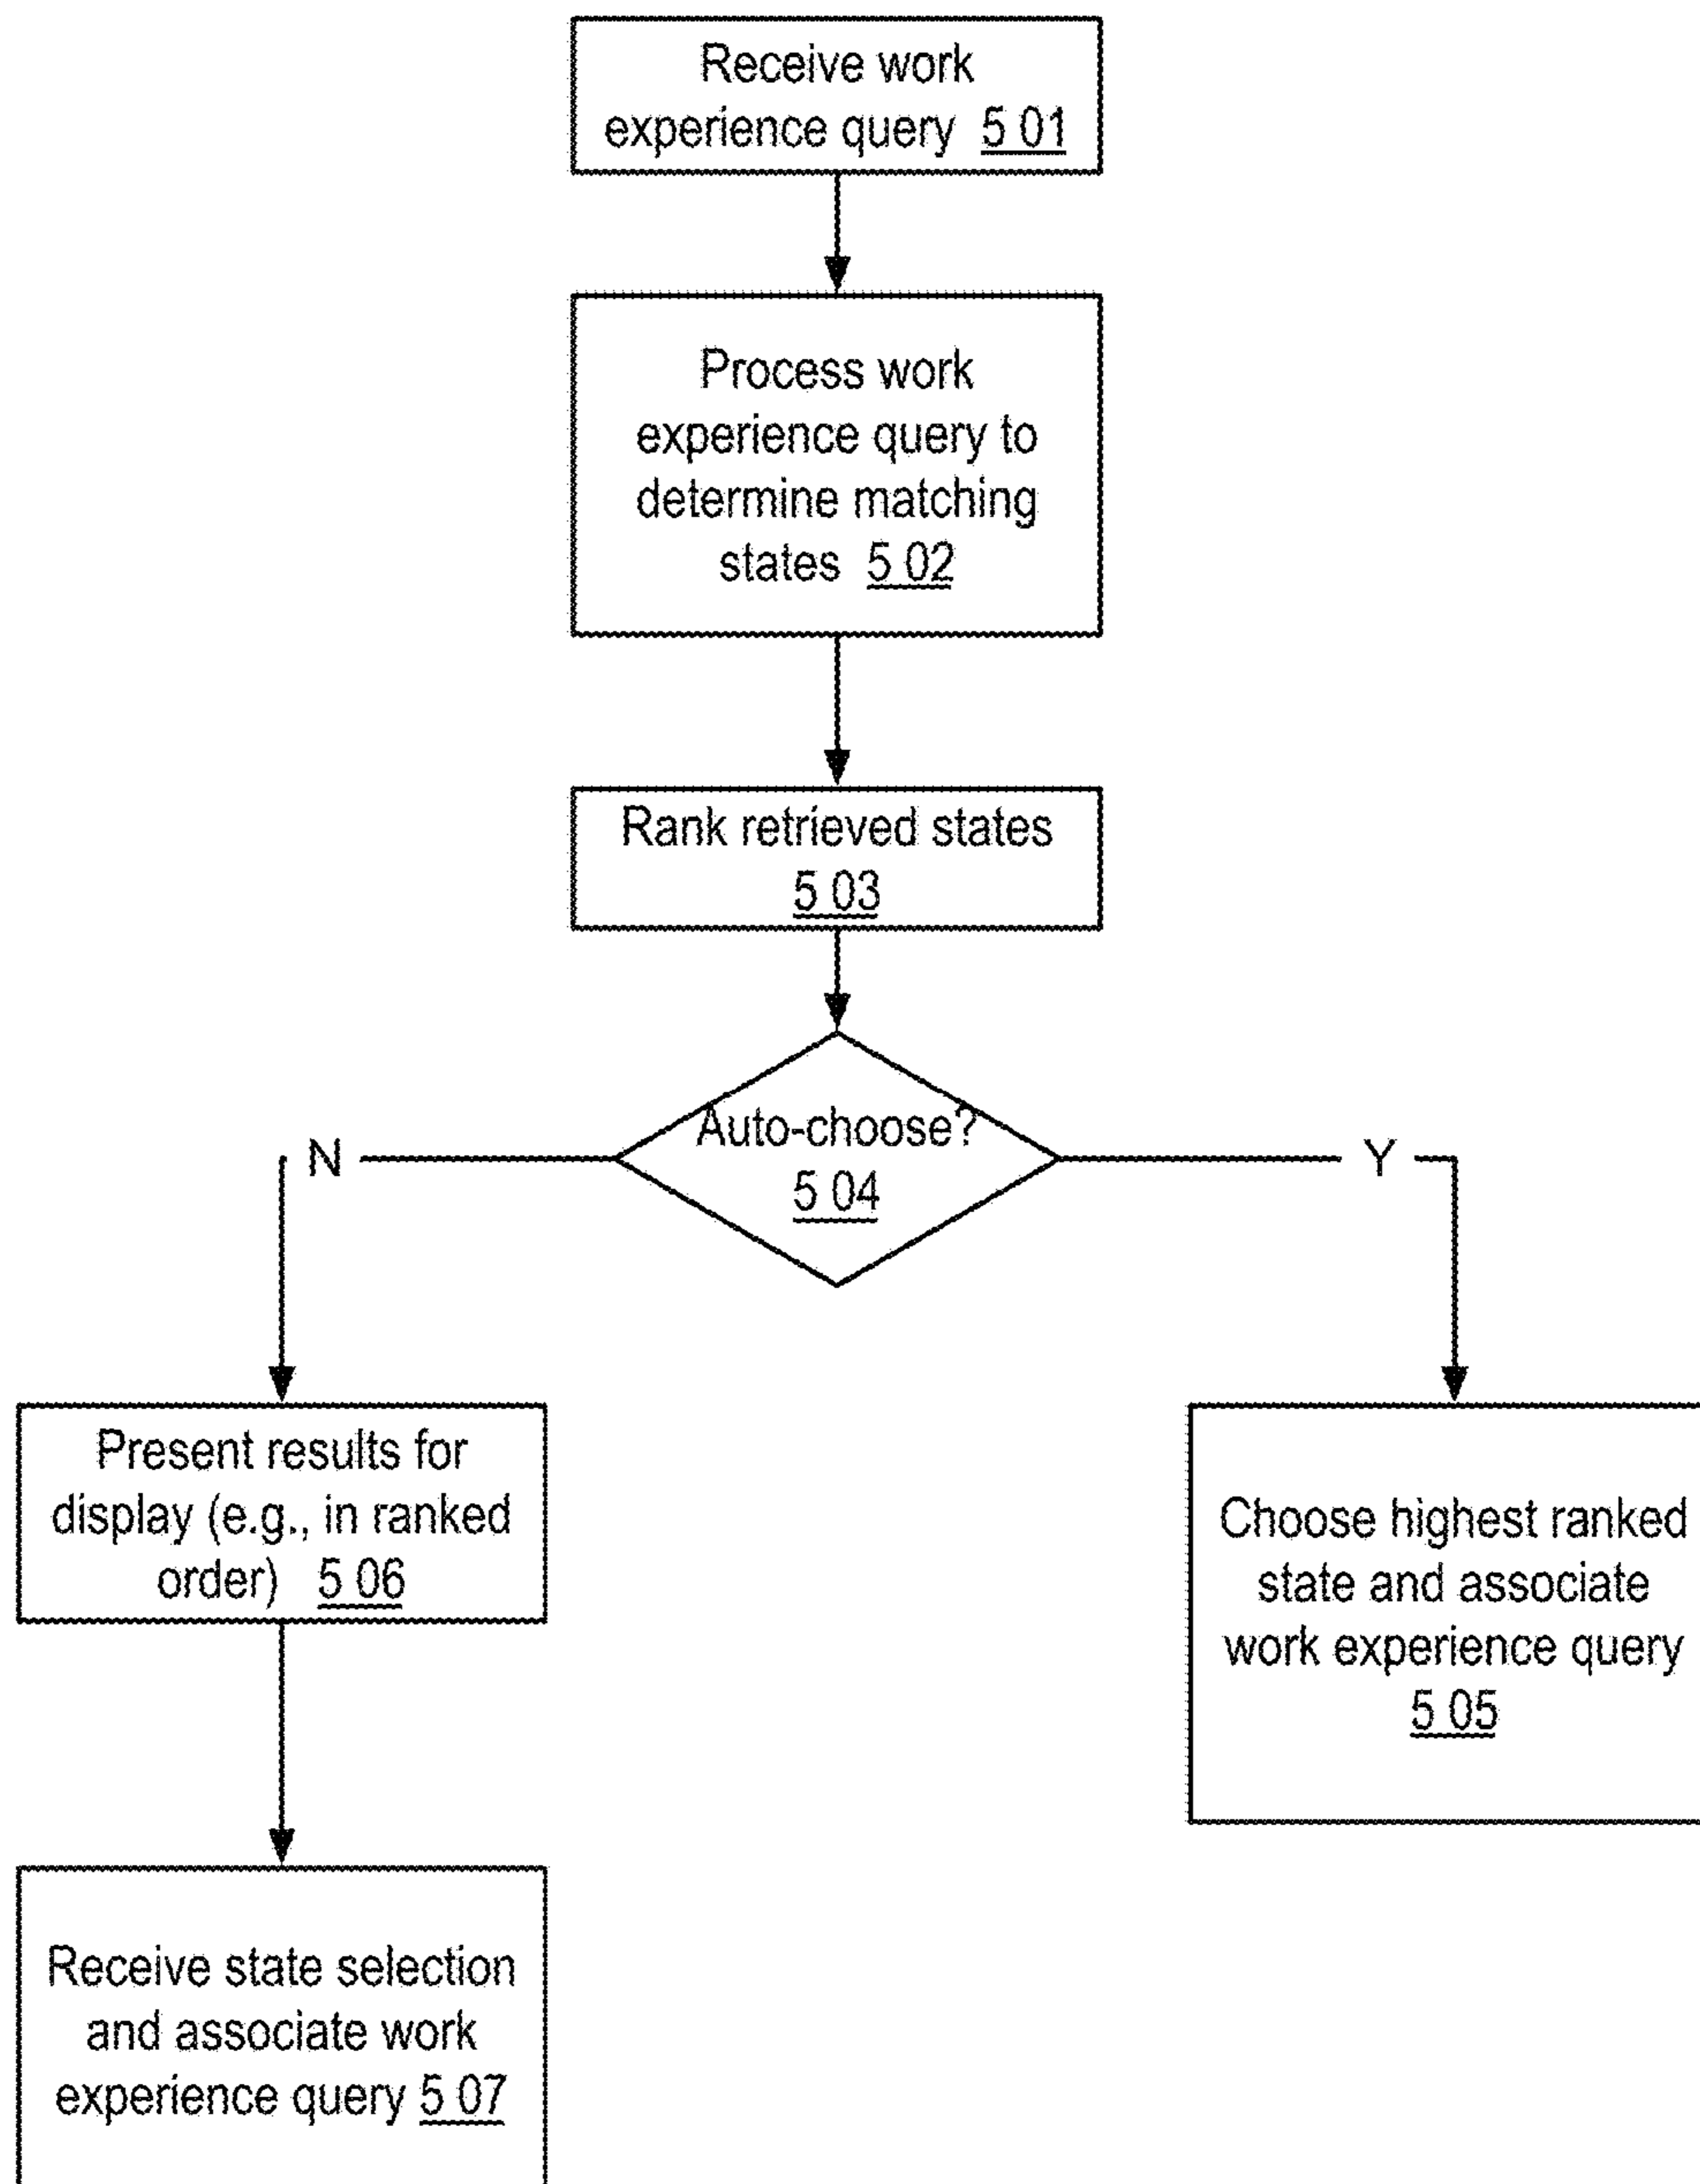 Receive work
experience query 5 01
Process work
experience query to
determine matching
states 5 02
Rank retrieved states
5 03
Auto-choose?
5 04
N
Y
Present results for
display (e.g., in ranked
order) 5 06
Choose highest ranked
state and associate
work experience query
5 05
Receive state selection
and associate work
experience query 5 07